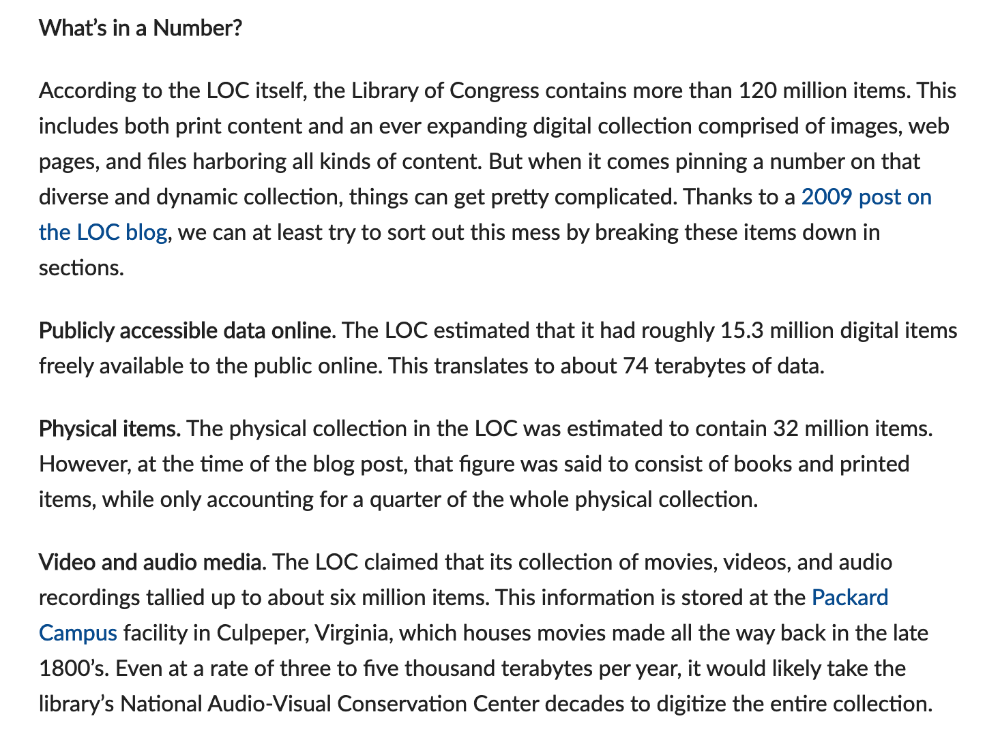 What’s in a Number?
According to the LOC itself, the Library of Congress contains more than 120 million items. This
includes both print content and an ever expanding digital collection comprised of images, web
pages, and files harboring all kinds of content. But when it comes pinning a number on that
diverse and dynamic collection, things can get pretty complicated. Thanks to a 2009 post on
the LOC blog, we can at least try to sort out this mess by breaking these items down in
sections.
Publicly accessible data online. The LOC estimated that it had roughly 15.3 million digital items
freely available to the public online. This translates to about 74 terabytes of data.
Physical items. The physical collection in the LOC was estimated to contain 32 million items.
However, at the time of the blog post, that figure was said to consist of books and printed
items, while only accounting for a quarter of the whole physical collection.
Video and audio media. The LOC claimed that its collection of movies, videos, and audio
recordings tallied up to about six million items. This information is stored at the Packard
Campus facility in Culpeper, Virginia, which houses movies made all the way back in the late
1800’s. Even at a rate of three to five thousand terabytes per year, it would likely take the
library’s National Audio-Visual Conservation Center decades to digitize the entire collection.